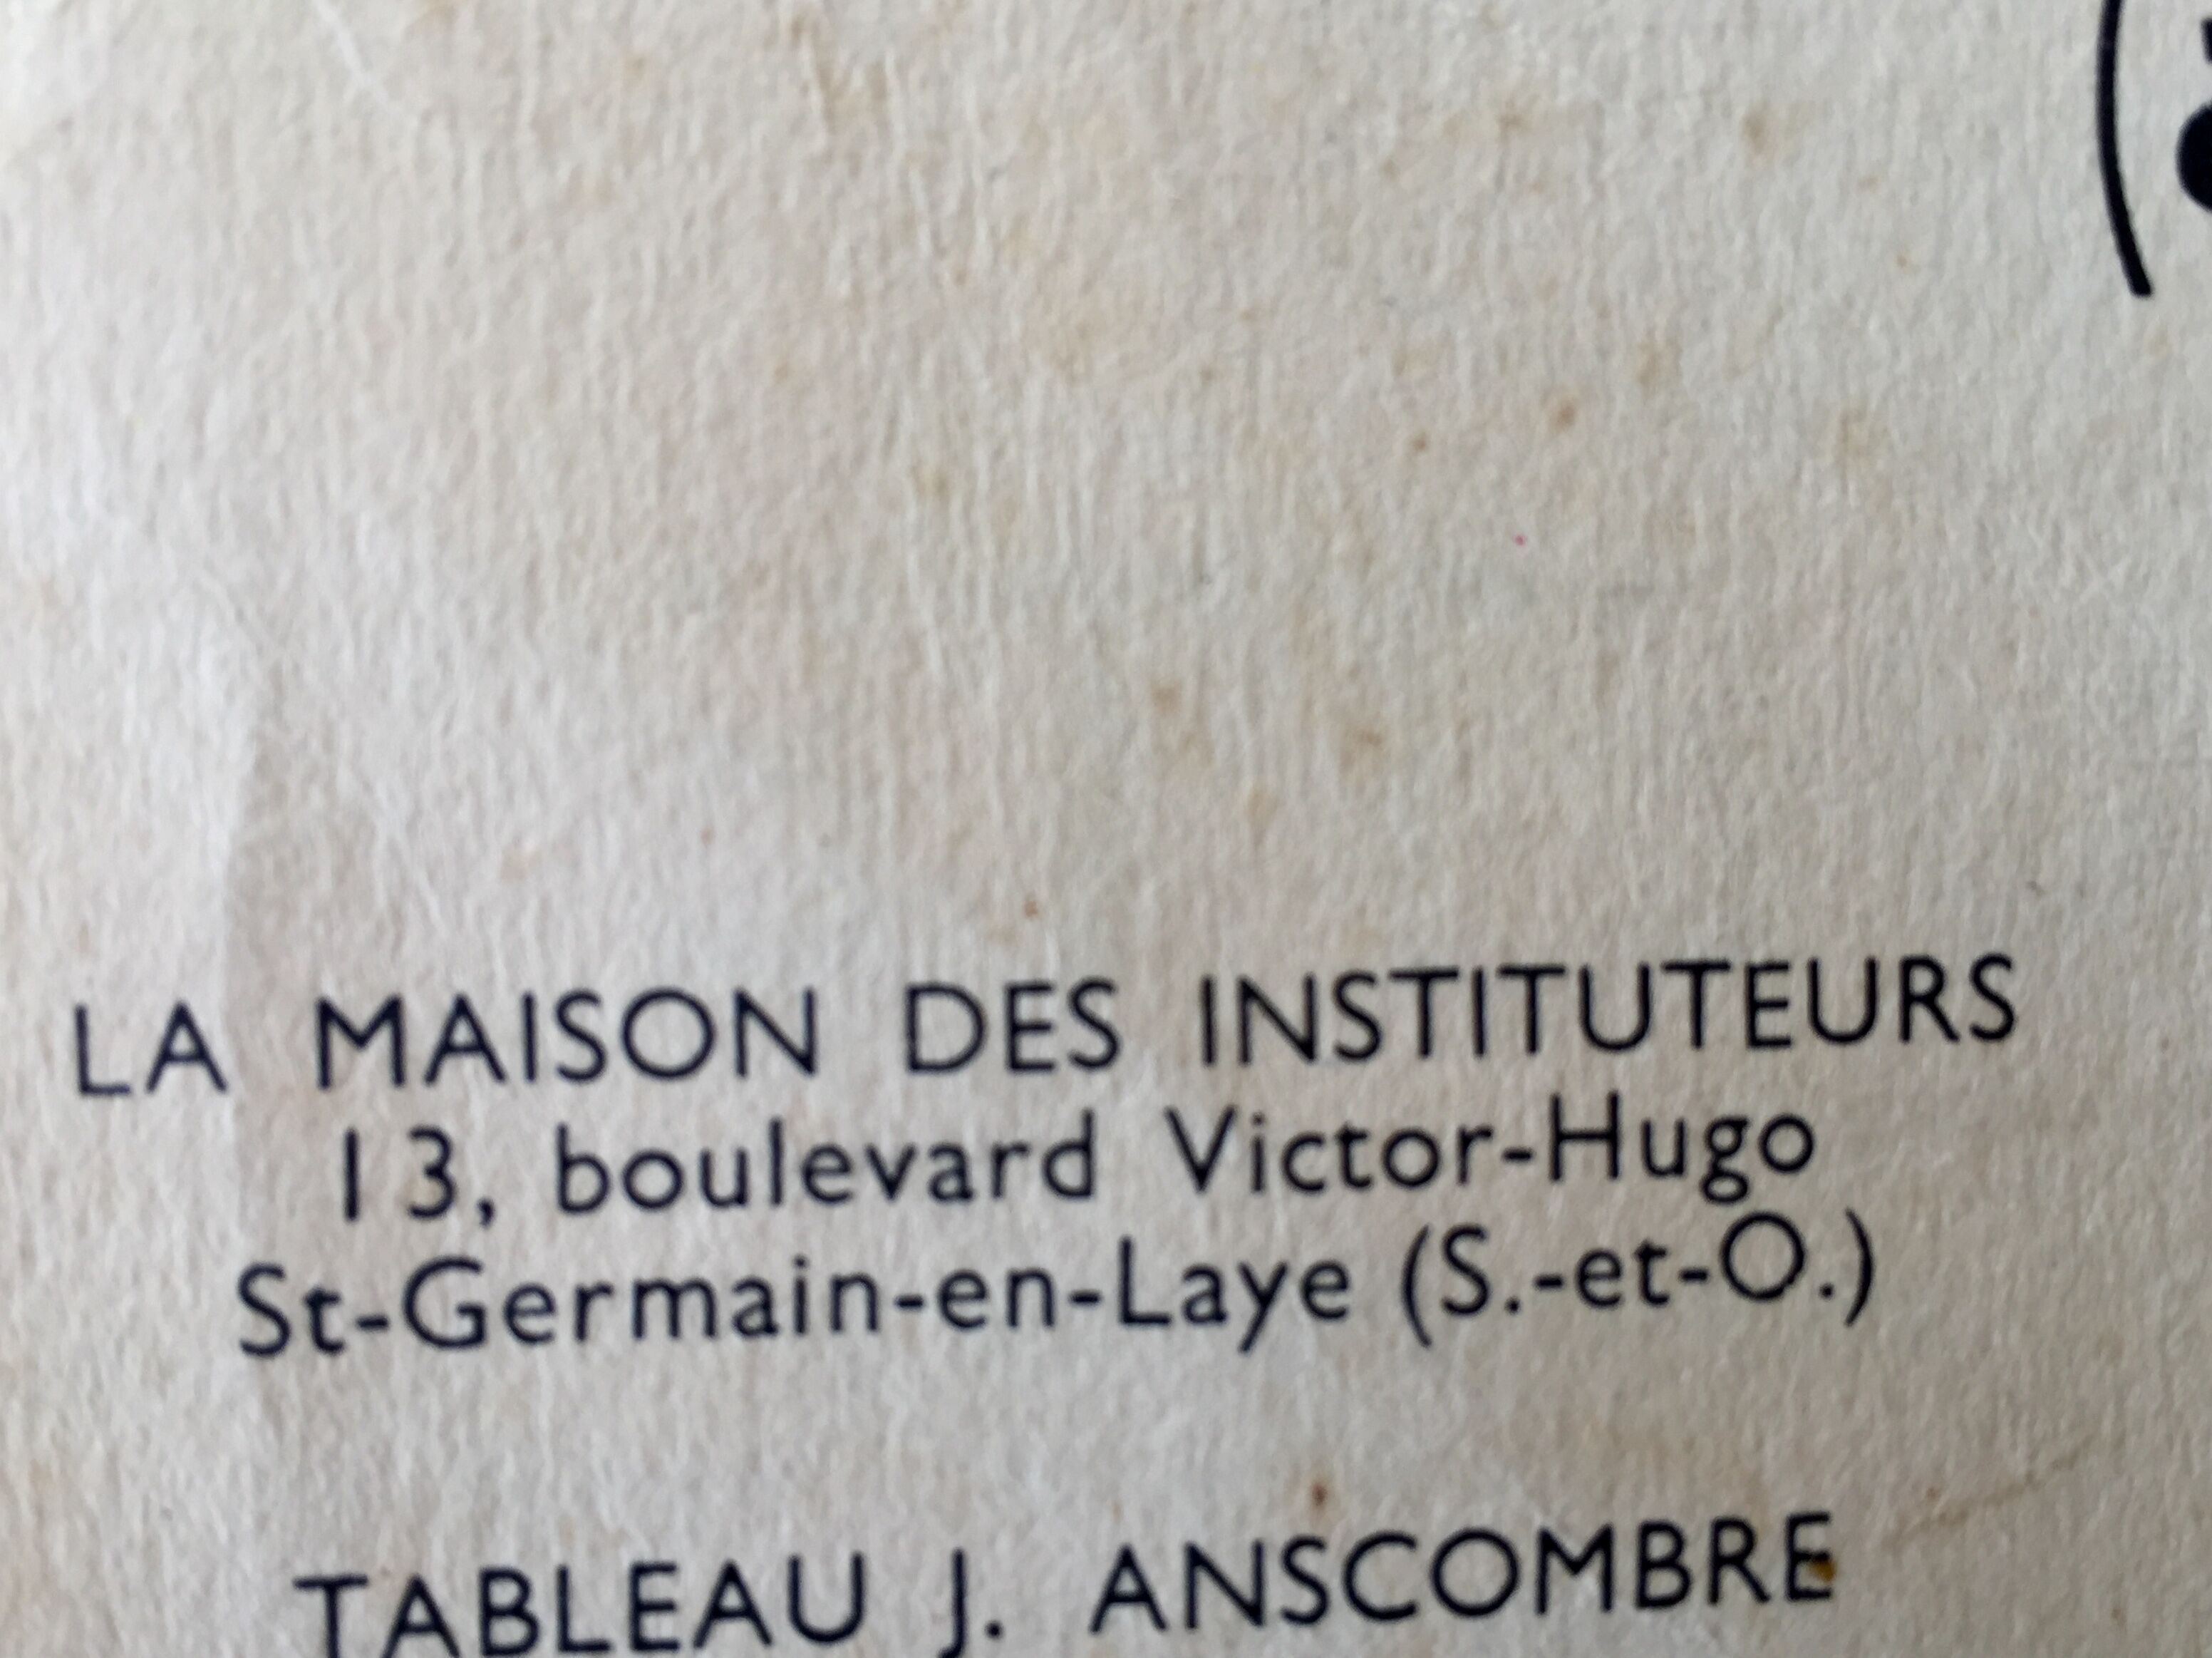 LA MAISON DES INSTITUTEURS
13, boulevard Victor-Hugo
St-Germain-en-Laye (S.-et-O.)
TABLEAU J. ANSCOMBRE